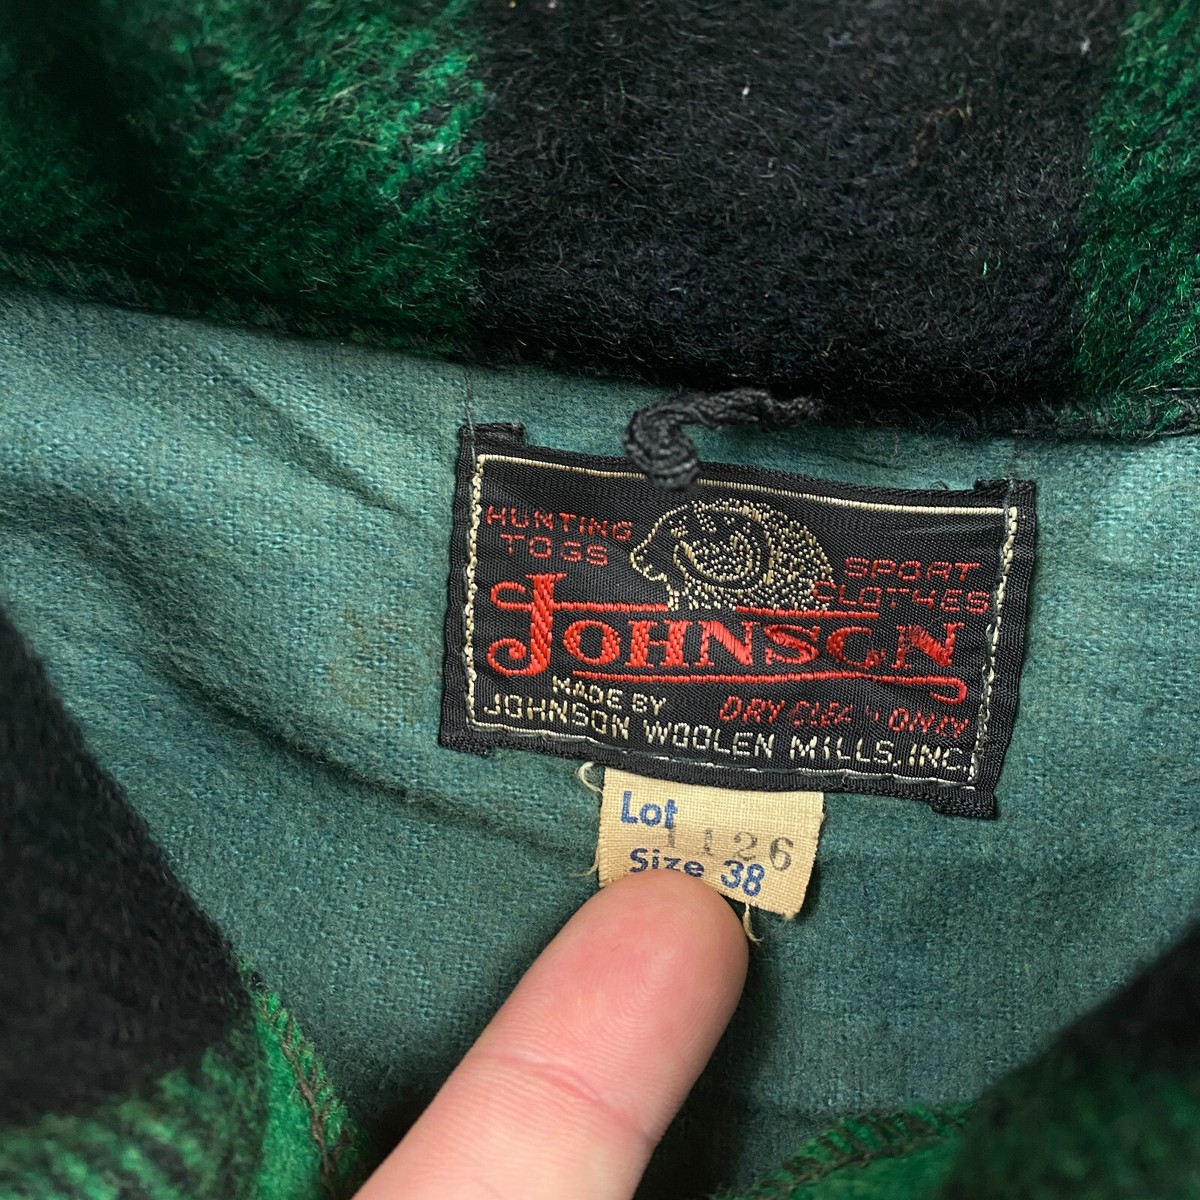 HUNTING
TOGS
SPORT
CLOTHES
JOHNSON
MADE BY
DRY CLEAN ONLY
JOHNSON WOOLEN MILLS, INC.
Lot
1126
Size 38